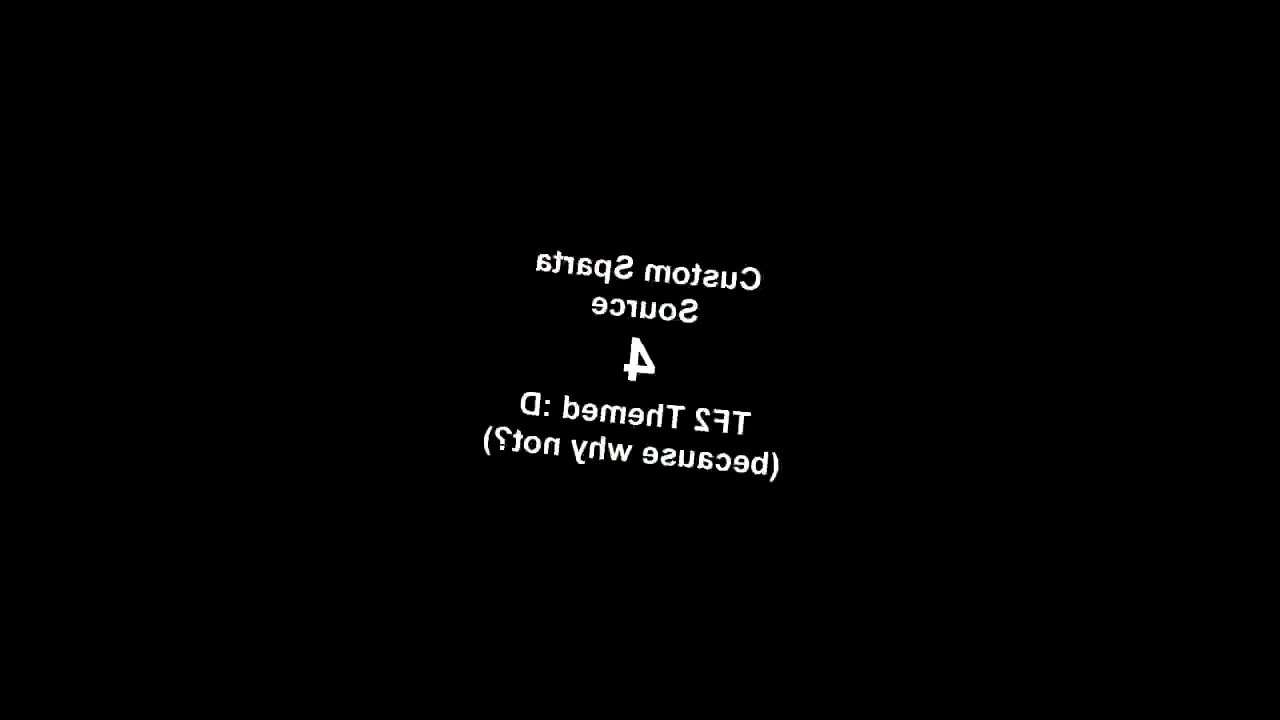 Custom Sparta
Source
4
TF2 Themed :D
(because why not?)